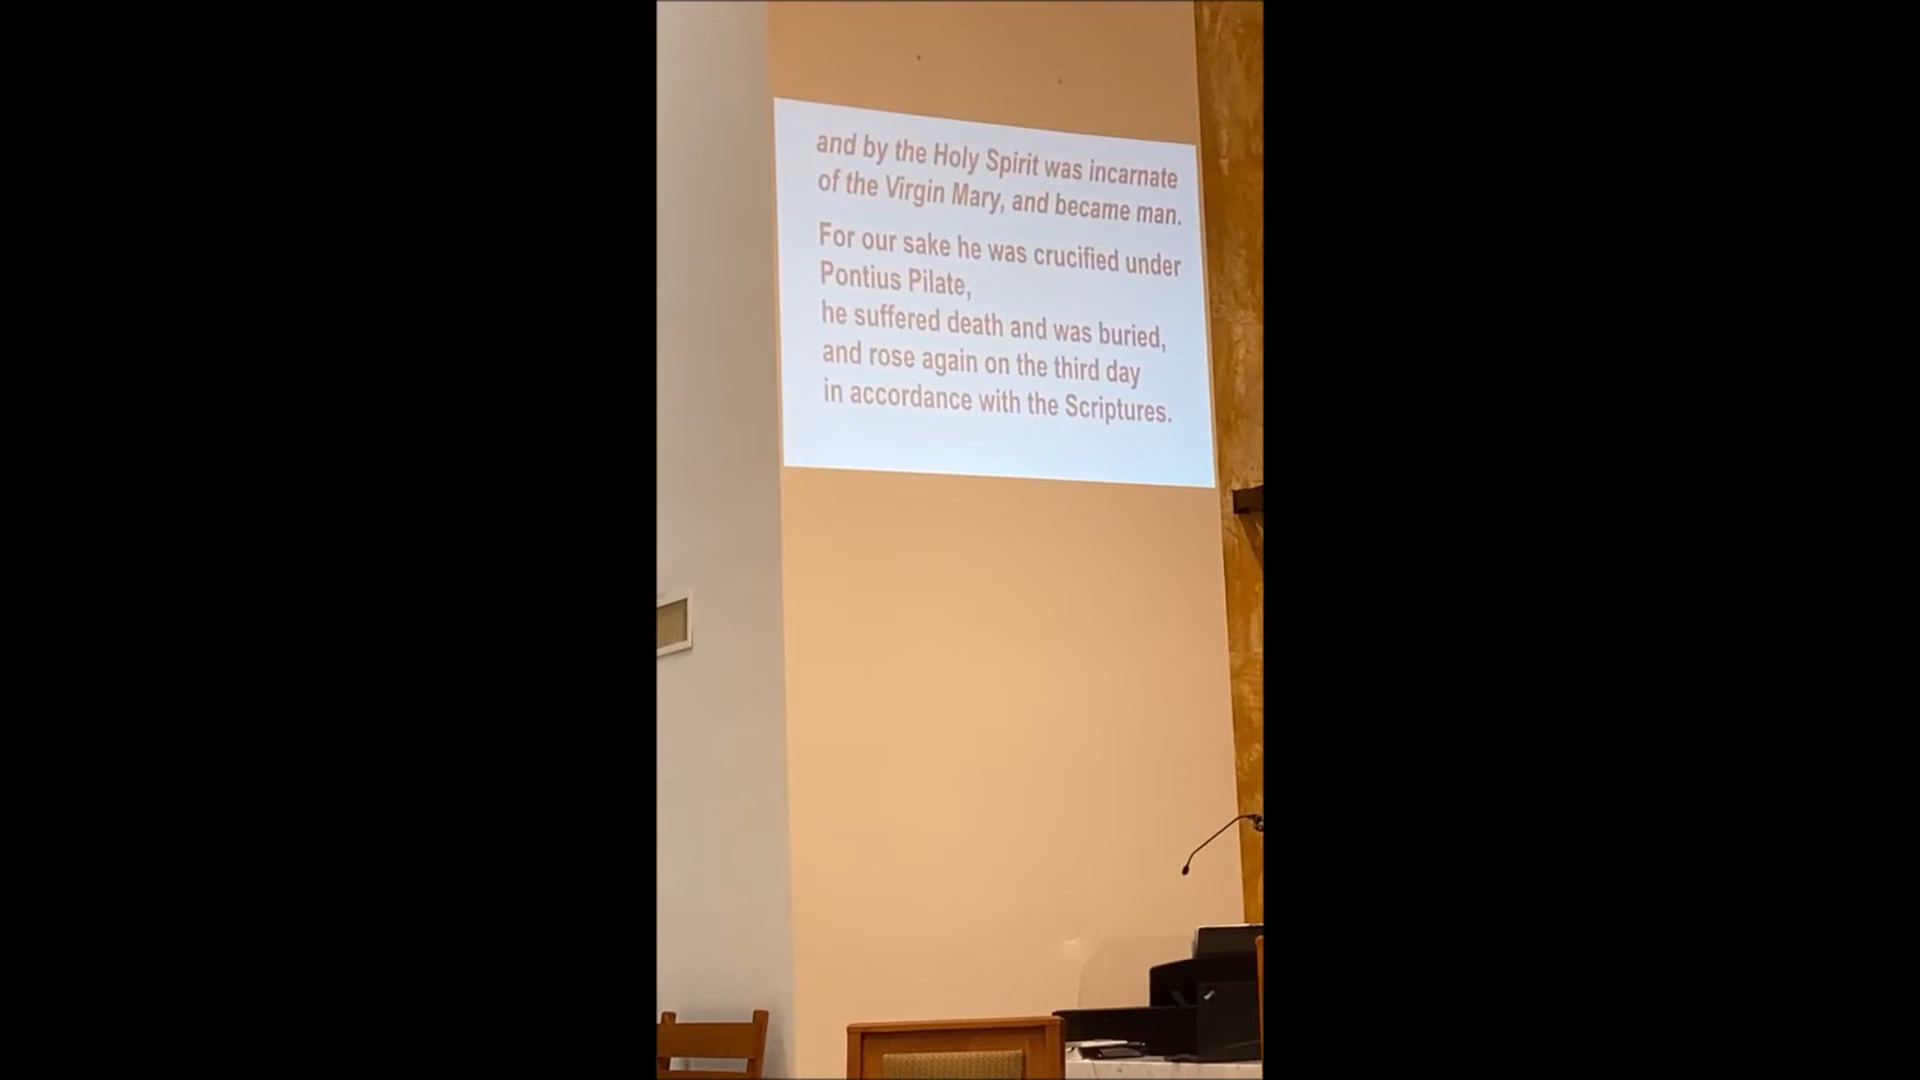 and by the Holy Spirit was incarnate
of the Virgin Mary, and became man.
For our sake he was crucified under
Pontius Pilate,
he suffered death and was buried,
and rose again on the third day
in accordance with the Scriptures.